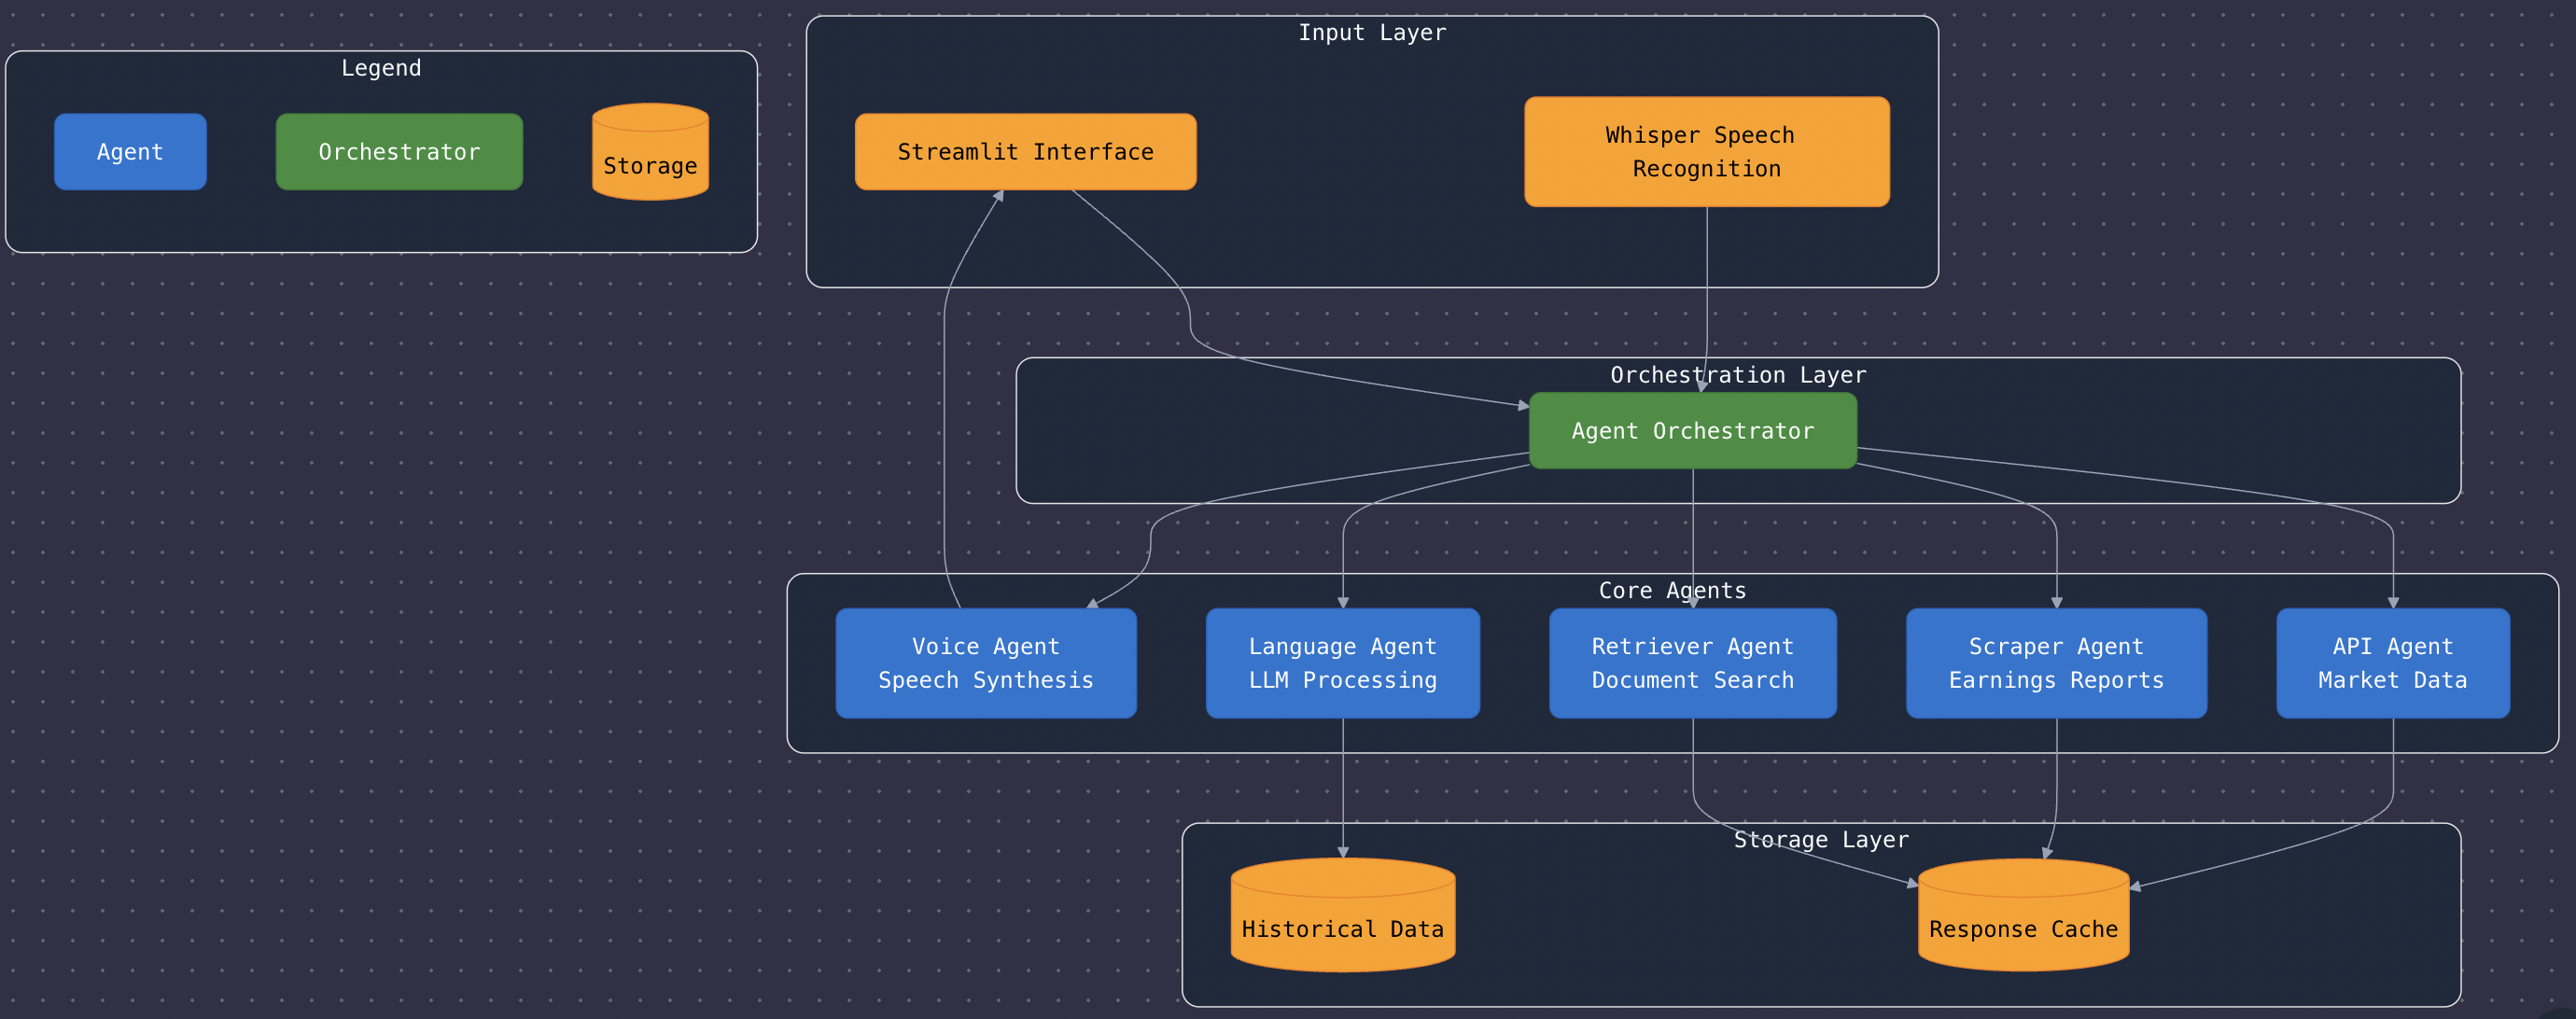 Legend
Agent
Orchestrator
Storage
Input Layer
Streamlit Interface
Whisper Speech
Recognition
Orchestration Layer
Agent Orchestrator
Core Agents
Voice Agent
Speech Synthesis
Language Agent
LLM Processing
Retriever Agent
Document Search
Scraper Agent
Earnings Reports
API Agent
Market Data
Storage Layer
Historical Data
Response Cache